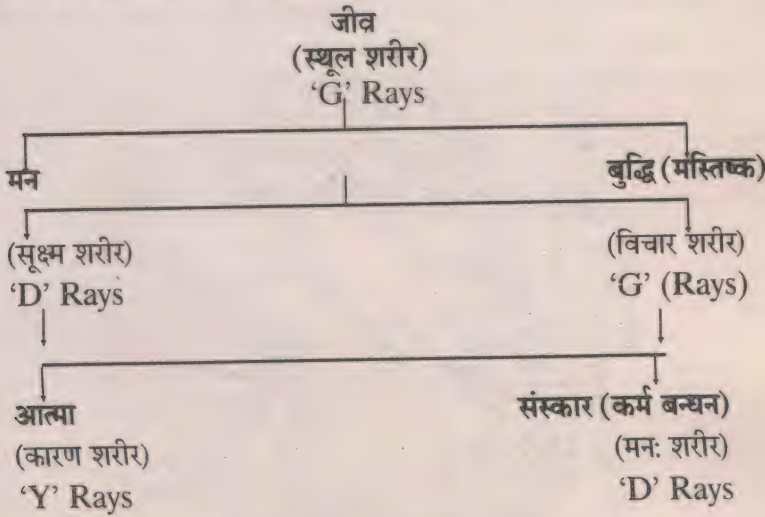 जीव
(स्थूल शरीर)
‘G’ Rays
मन
बुद्धि (मस्तिष्क)
(सूक्ष्म शरीर)
(विचार शरीर)
‘D’ Rays
‘G’ (Rays)
आत्मा
संस्कार (कर्म बन्धन)
(कारण शरीर)
(मनः शरीर)
‘Y’ Rays
‘D’ Rays